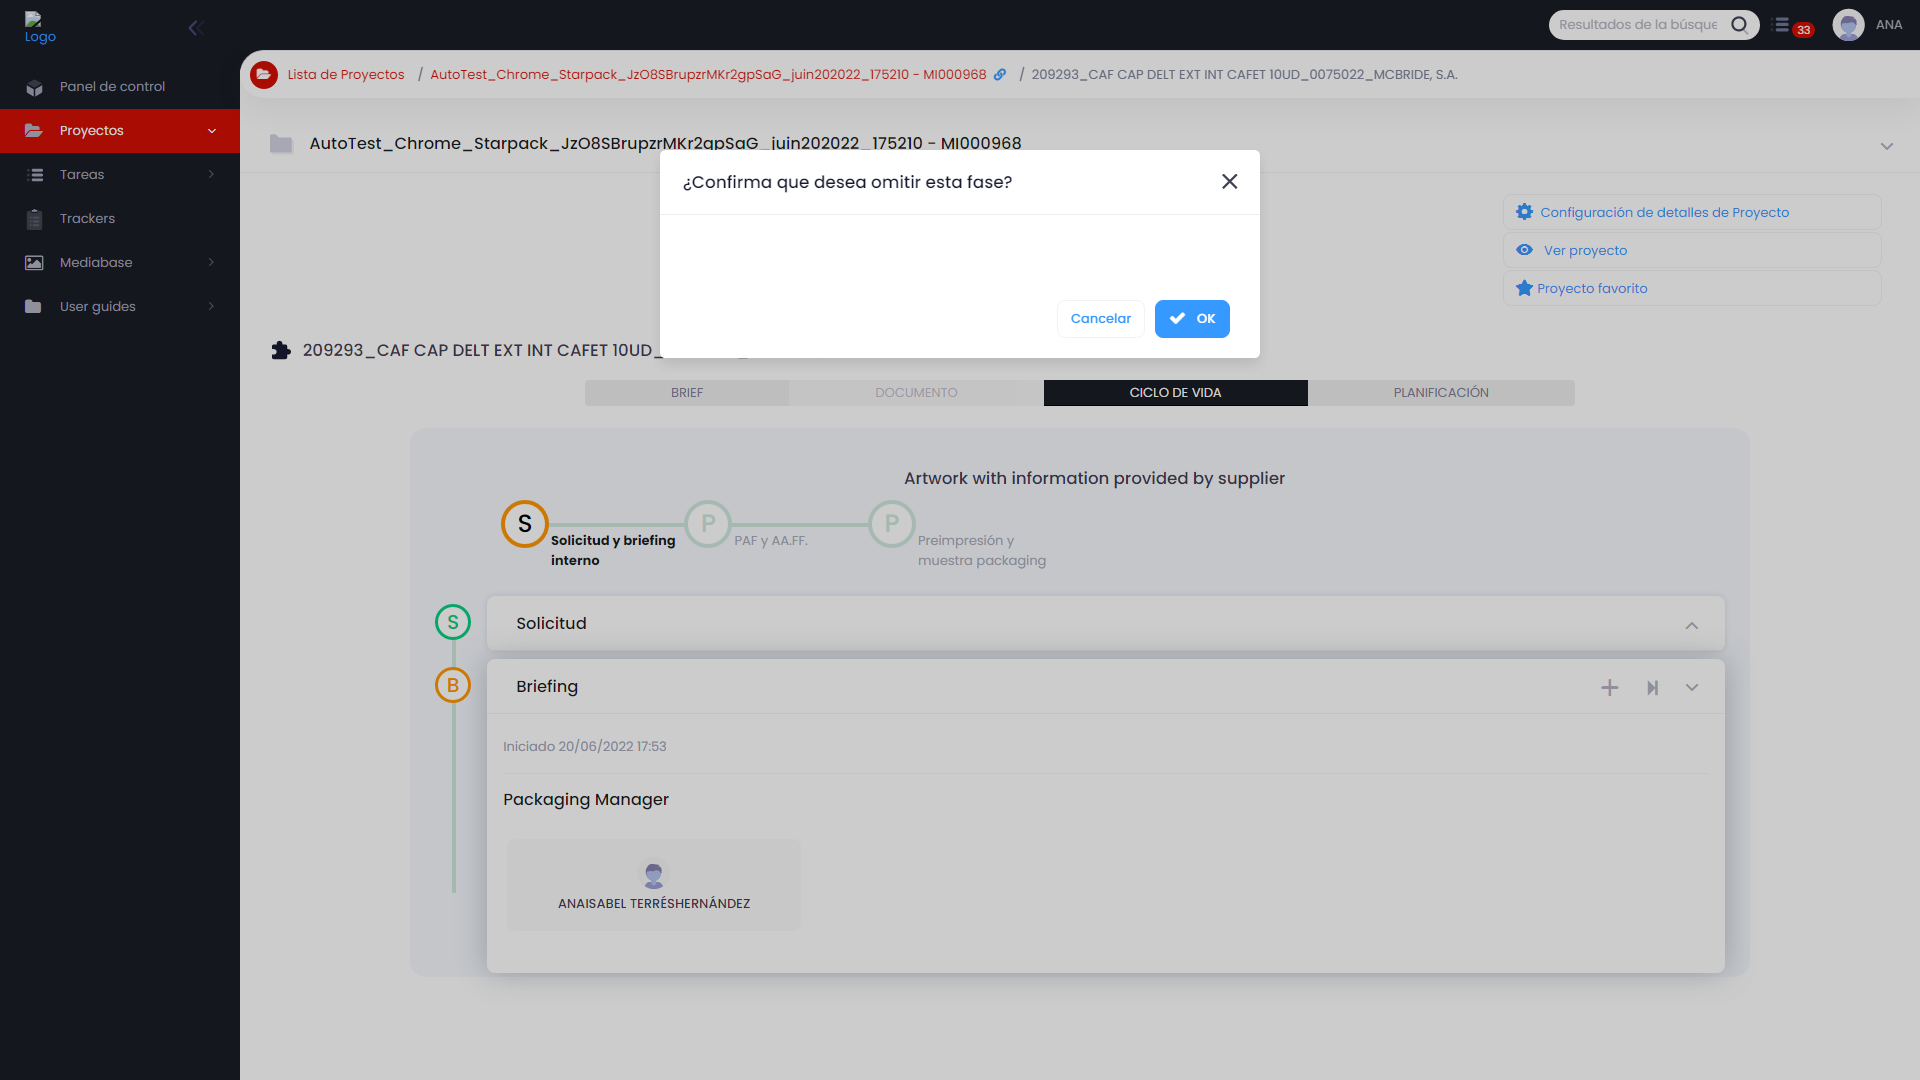 Logo
Resultados de la búsque
33
ANA
Panel de control
Proyectos
Tareas
Trackers
Mediabase
User guides
Lista de Proyectos / AutoTest_Chrome_Starpack_JzO8SBrupzrMKr2gpSaG_juin202022_175210 - MI000968 / 209293_CAF CAP DELT EXT INT CAFET 10UD_0075022_MCBRIDE, S.A.
AutoTest_Chrome_Starpack_JzO8SBrupzrMKr2gpSaG_juin202022_175210 - MI000968
¿Confirma que desea omitir esta fase?
Cancelar
OK
Configuración de detalles de Proyecto
Ver proyecto
Proyecto favorito
209293_CAF CAP DELT EXT INT CAFET 10UD_
BRIEF
DOCUMENTO
CICLO DE VIDA
PLANIFICACIÓN
Artwork with information provided by supplier
S
Solicitud y briefing
interno
P
PAF y AA.FF.
P
Preimpresión y
muestra packaging
S
Solicitud
B
Briefing
Iniciado 20/06/2022 17:53
Packaging Manager
ANAISABEL TERRÉSHERNÁNDEZ